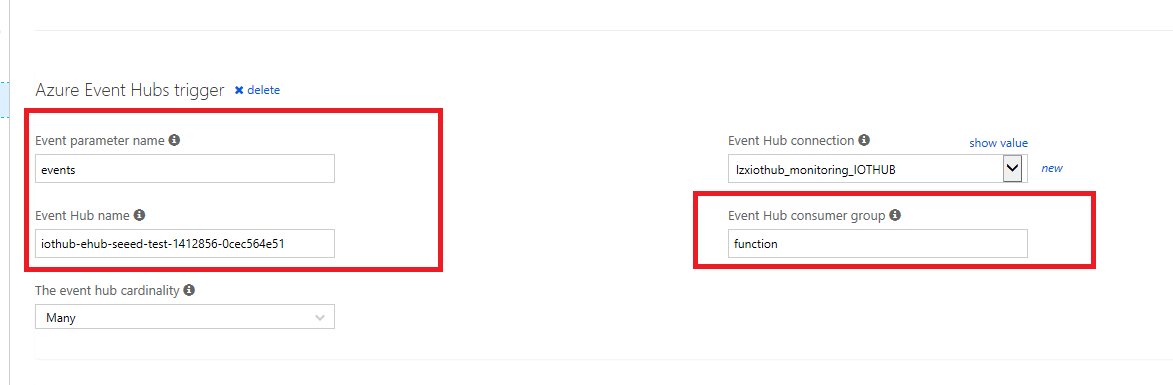 Azure Event Hubs trigger ✖ delete
Event parameter name
events
Event Hub connection
show value
lzxiothub_monitoring_IOTHUB
new
Event Hub name
iothub-ehub-seeed-test-1412856-0cec564e51
Event Hub consumer group
function
The event hub cardinality
Many